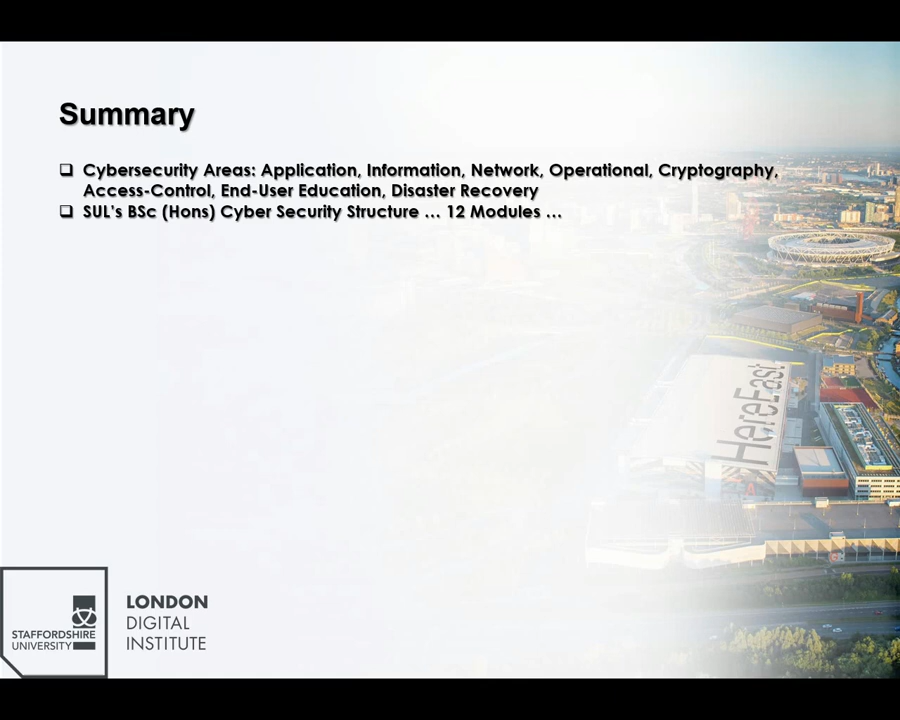 Summary
❑ Cybersecurity Areas: Application, Information, Network, Operational, Cryptography,
Access-Control, End-User Education, Disaster Recovery
❑ SUL's BSc (Hons) Cyber Security Structure … 12 Modules …
HereEast
STAFFORDSHIRE
UNIVERSITY
LONDON
DIGITAL
INSTITUTE